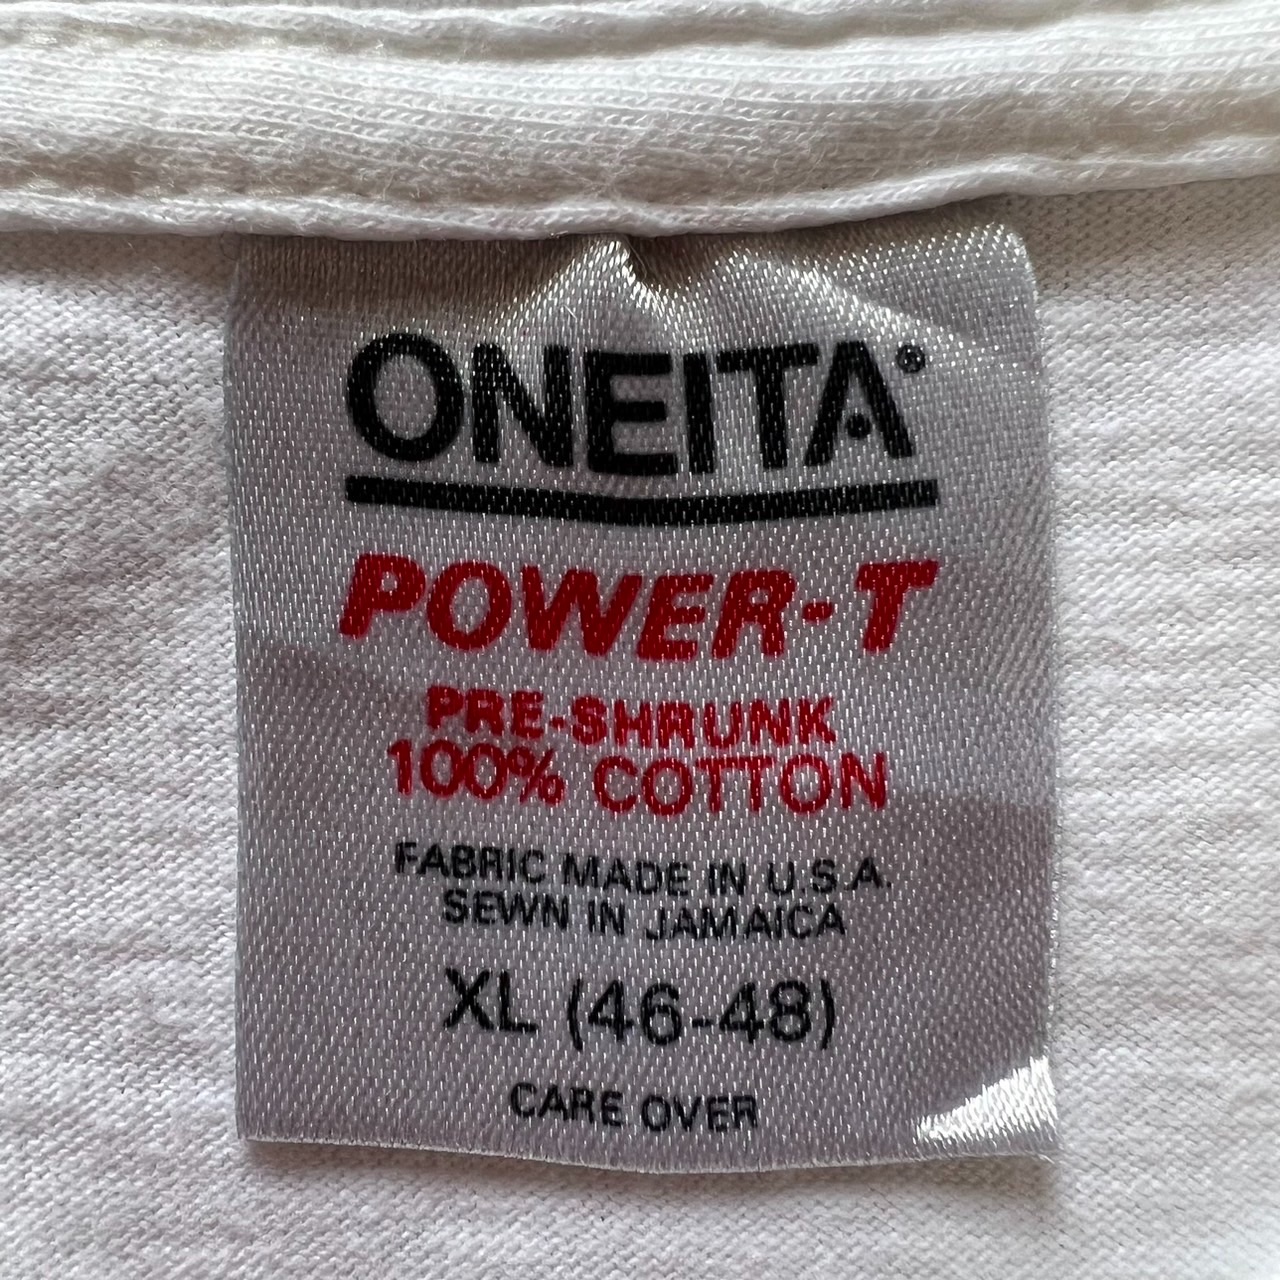 ONEITA®
POWER-T
PRE-SHRUNK
100% COTTON
FABRIC MADE IN U.S.A.
SEWN IN JAMAICA
XL (46-48)
CARE OVER